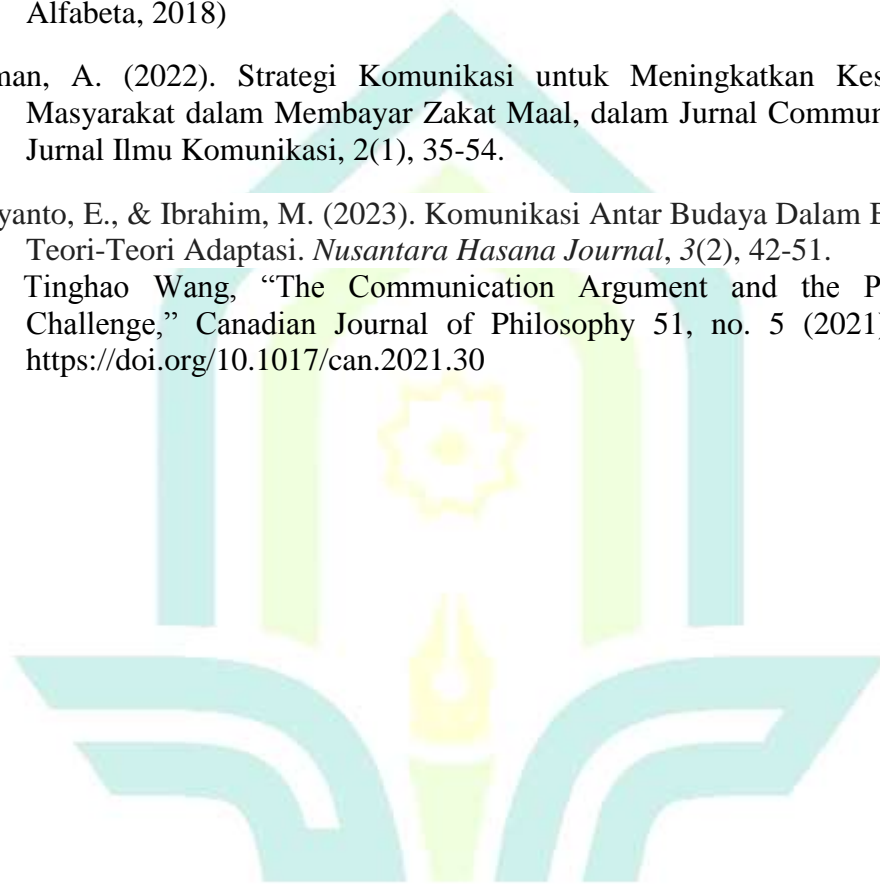 Alfabeta, 2018)
man, A. (2022). Strategi Komunikasi untuk Meningkatkan Kes
Masyarakat dalam Membayar Zakat Maal, dalam Jurnal Commun
Jurnal Ilmu Komunikasi, 2(1), 35-54.
yanto, E., & Ibrahim, M. (2023). Komunikasi Antar Budaya Dalam B
Teori-Teori Adaptasi. Nusantara Hasana Journal, 3(2), 42-51.
Tinghao Wang, “The Communication Argument and the P
Challenge,” Canadian Journal of Philosophy 51, no. 5 (2021)
https://doi.org/10.1017/can.2021.30